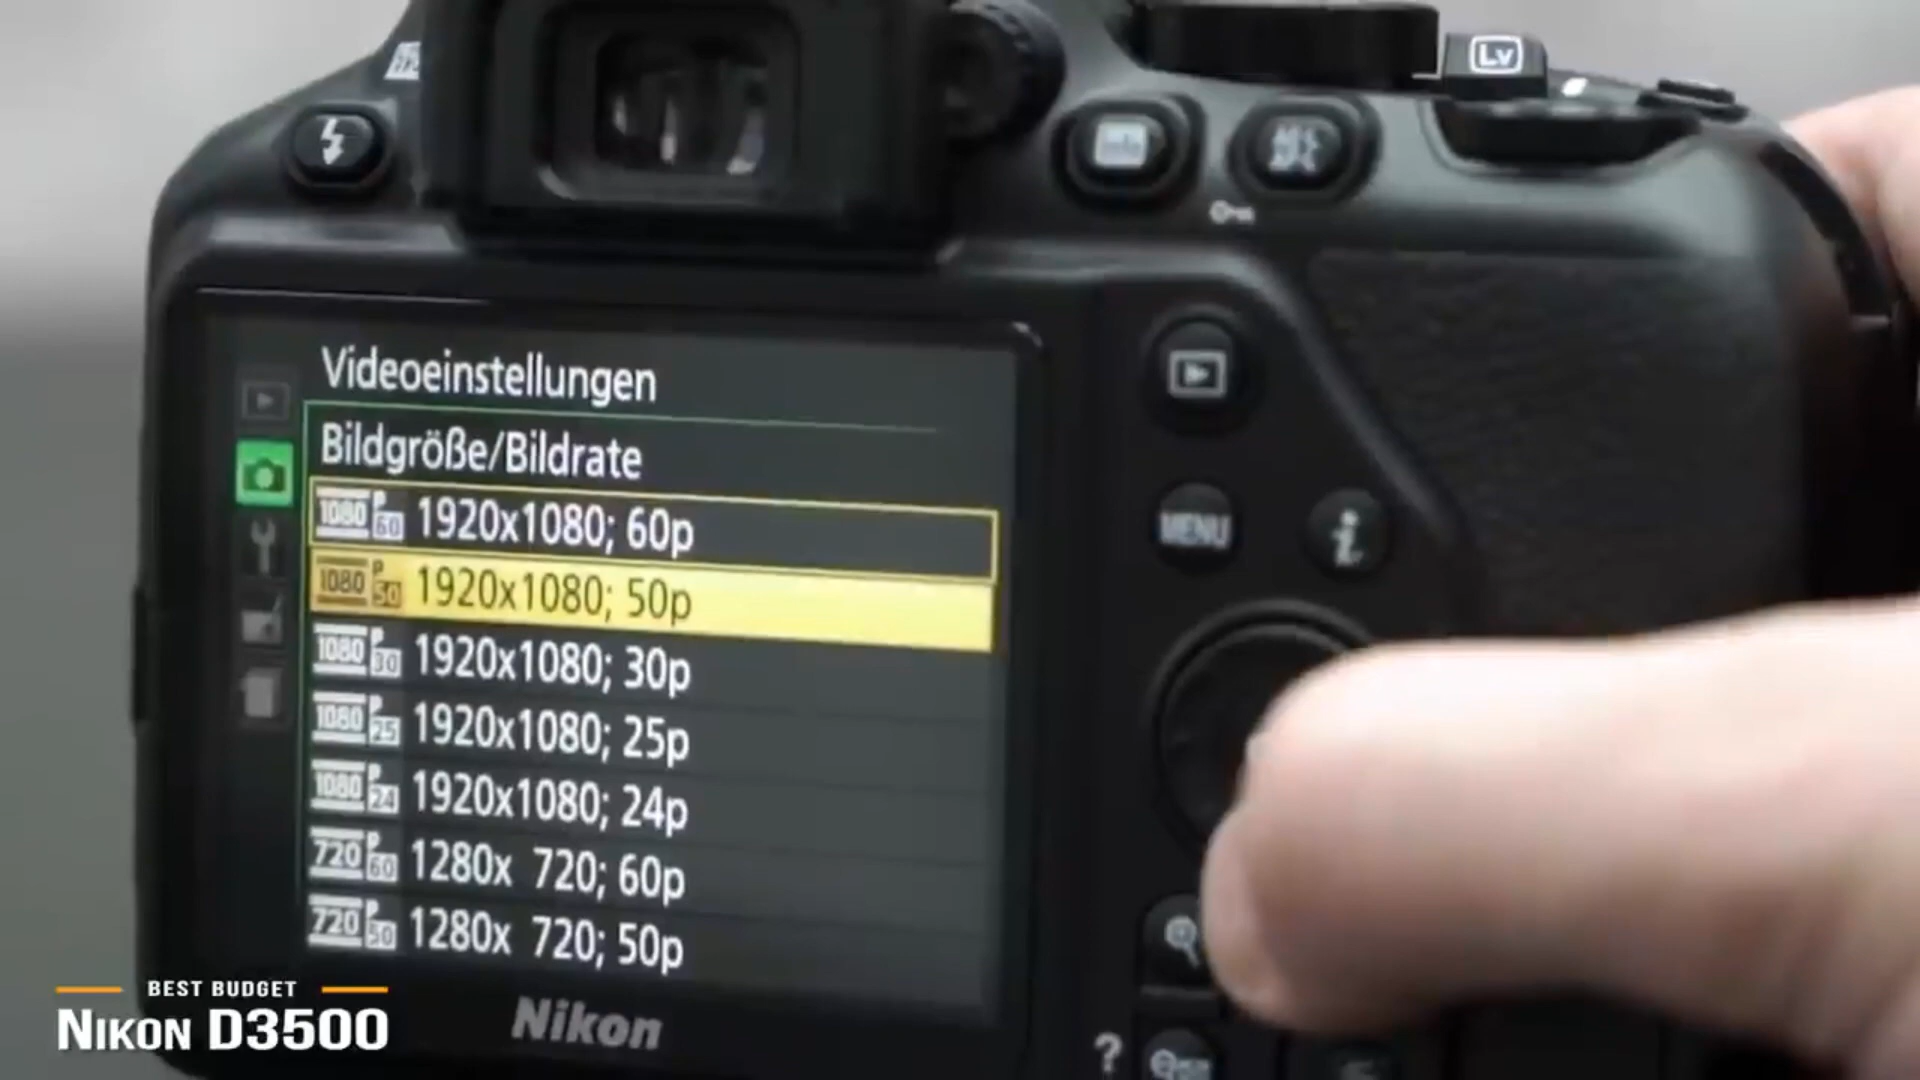 Lv
info
Videoeinstellungen
Bildgröße/Bildrate
1080 P 60 1920x1080; 60p
1080 P 50 1920x1080; 50p
1080 P 30 1920x1080; 30p
1080 P 25 1920x1080; 25p
1080 P 24 1920x1080; 24p
720 P 60 1280x 720; 60p
720 P 50 1280x 720; 50p
MENU
i
Nikon
?
BEST BUDGET
NIKON D3500